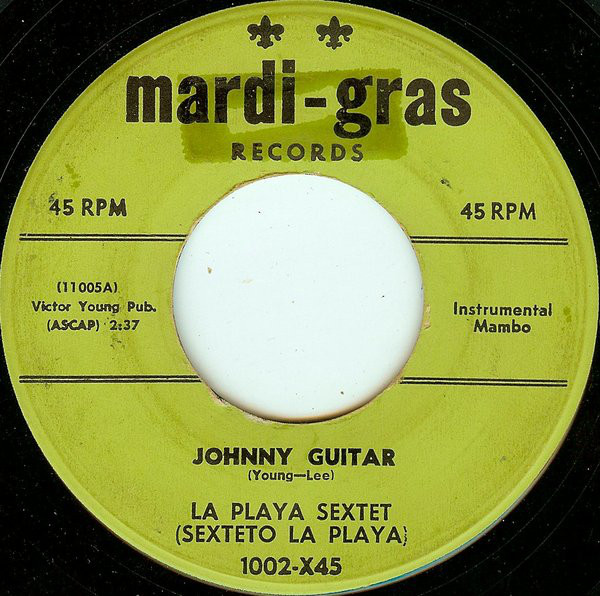 mardi-gras
RECORDS
45 RPM
45 RPM
(11005A)
Victor Young Pub.
(ASCAP) 2:37
Instrumental
Mambo
JOHNNY GUITAR
(Young—Lee)
LA PLAYA SEXTET
(SEXTETO LA PLAYA)
1002-X45